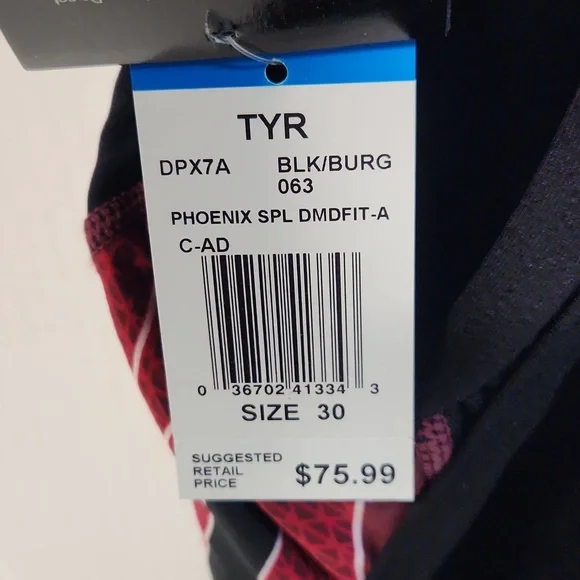 TYR
DPX7A BLK/BURG
063
PHOENIX SPL DMDFIT-A
C-AD
0 36702 41334 3
SIZE 30
SUGGESTED
RETAIL
PRICE
$75.99